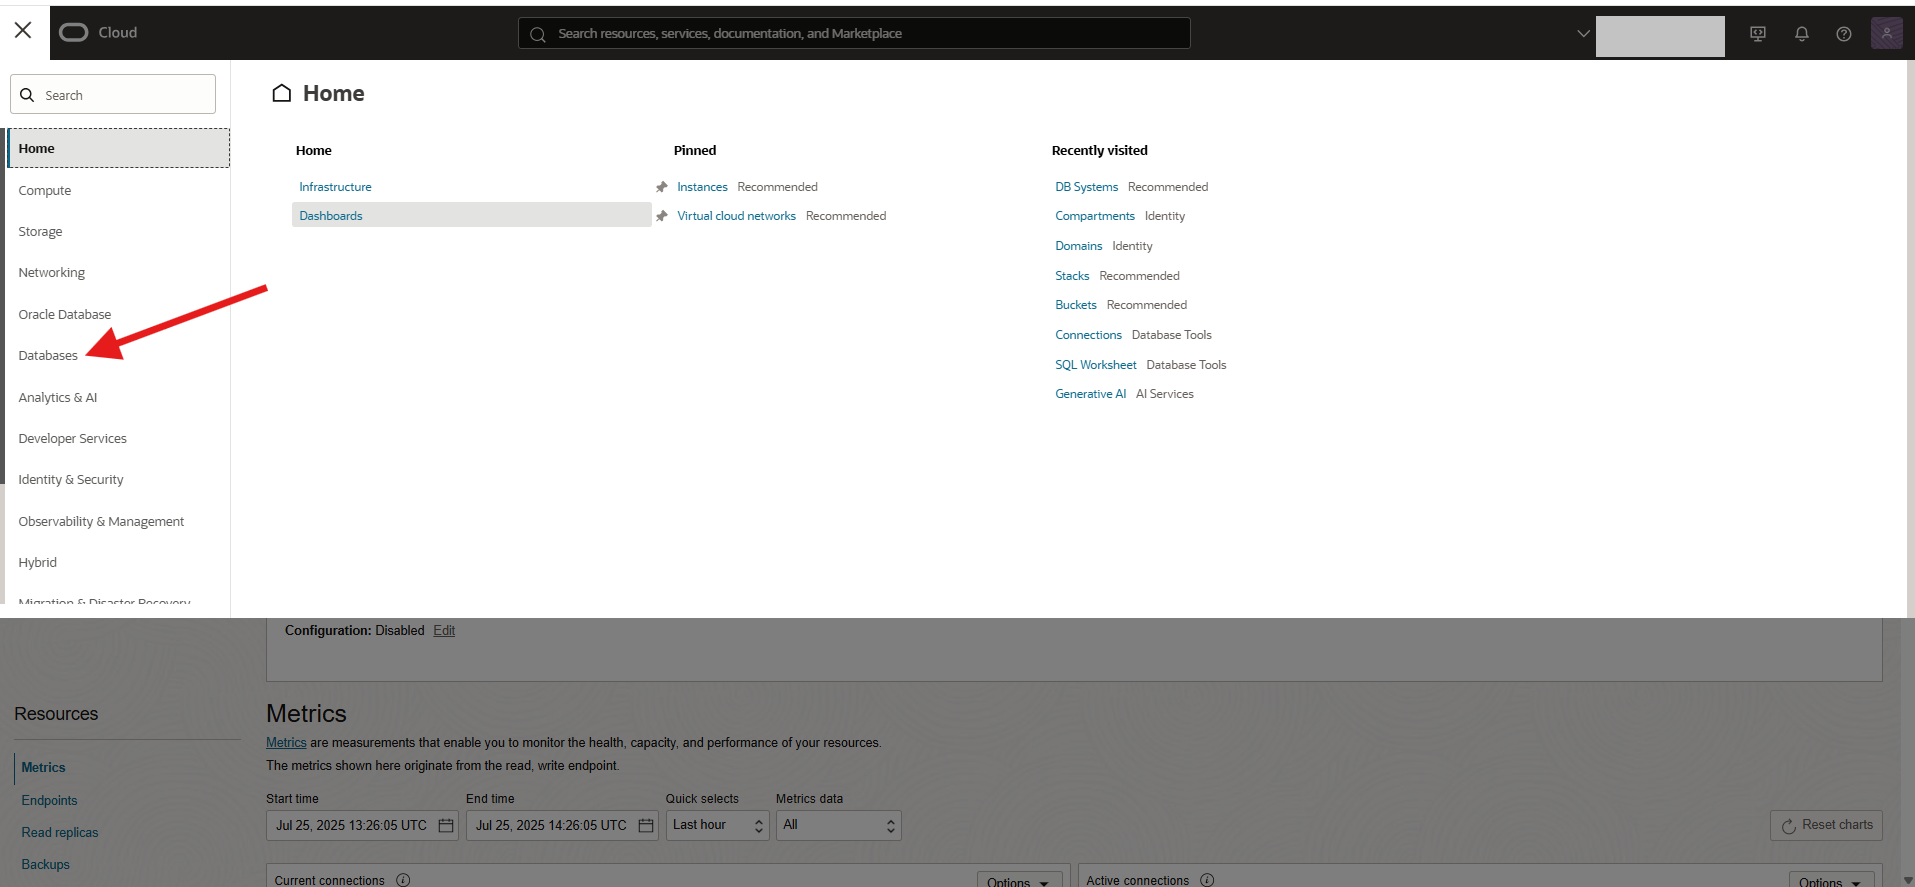 Cloud
Search resources, services, documentation, and Marketplace
Search
Home
Compute
Storage
Networking
Oracle Database
Databases
Analytics & AI
Developer Services
Identity & Security
Observability & Management
Hybrid
Migration & Disaster Recovery
Home
Home
Infrastructure
Dashboards
Pinned
Instances Recommended
Virtual cloud networks Recommended
Recently visited
DB Systems Recommended
Compartments Identity
Domains Identity
Stacks Recommended
Buckets Recommended
Connections Database Tools
SQL Worksheet Database Tools
Generative AI AI Services
Configuration: Disabled Edit
Resources
Metrics
Endpoints
Read replicas
Backups
Metrics
Metrics are measurements that enable you to monitor the health, capacity, and performance of your resources.
The metrics shown here originate from the read, write endpoint.
Start time End time Quick selects Metrics data
Jul 25, 2025 13:26:05 UTC Jul 25, 2025 14:26:05 UTC Last hour All Reset charts
Current connections Options Active connections Options